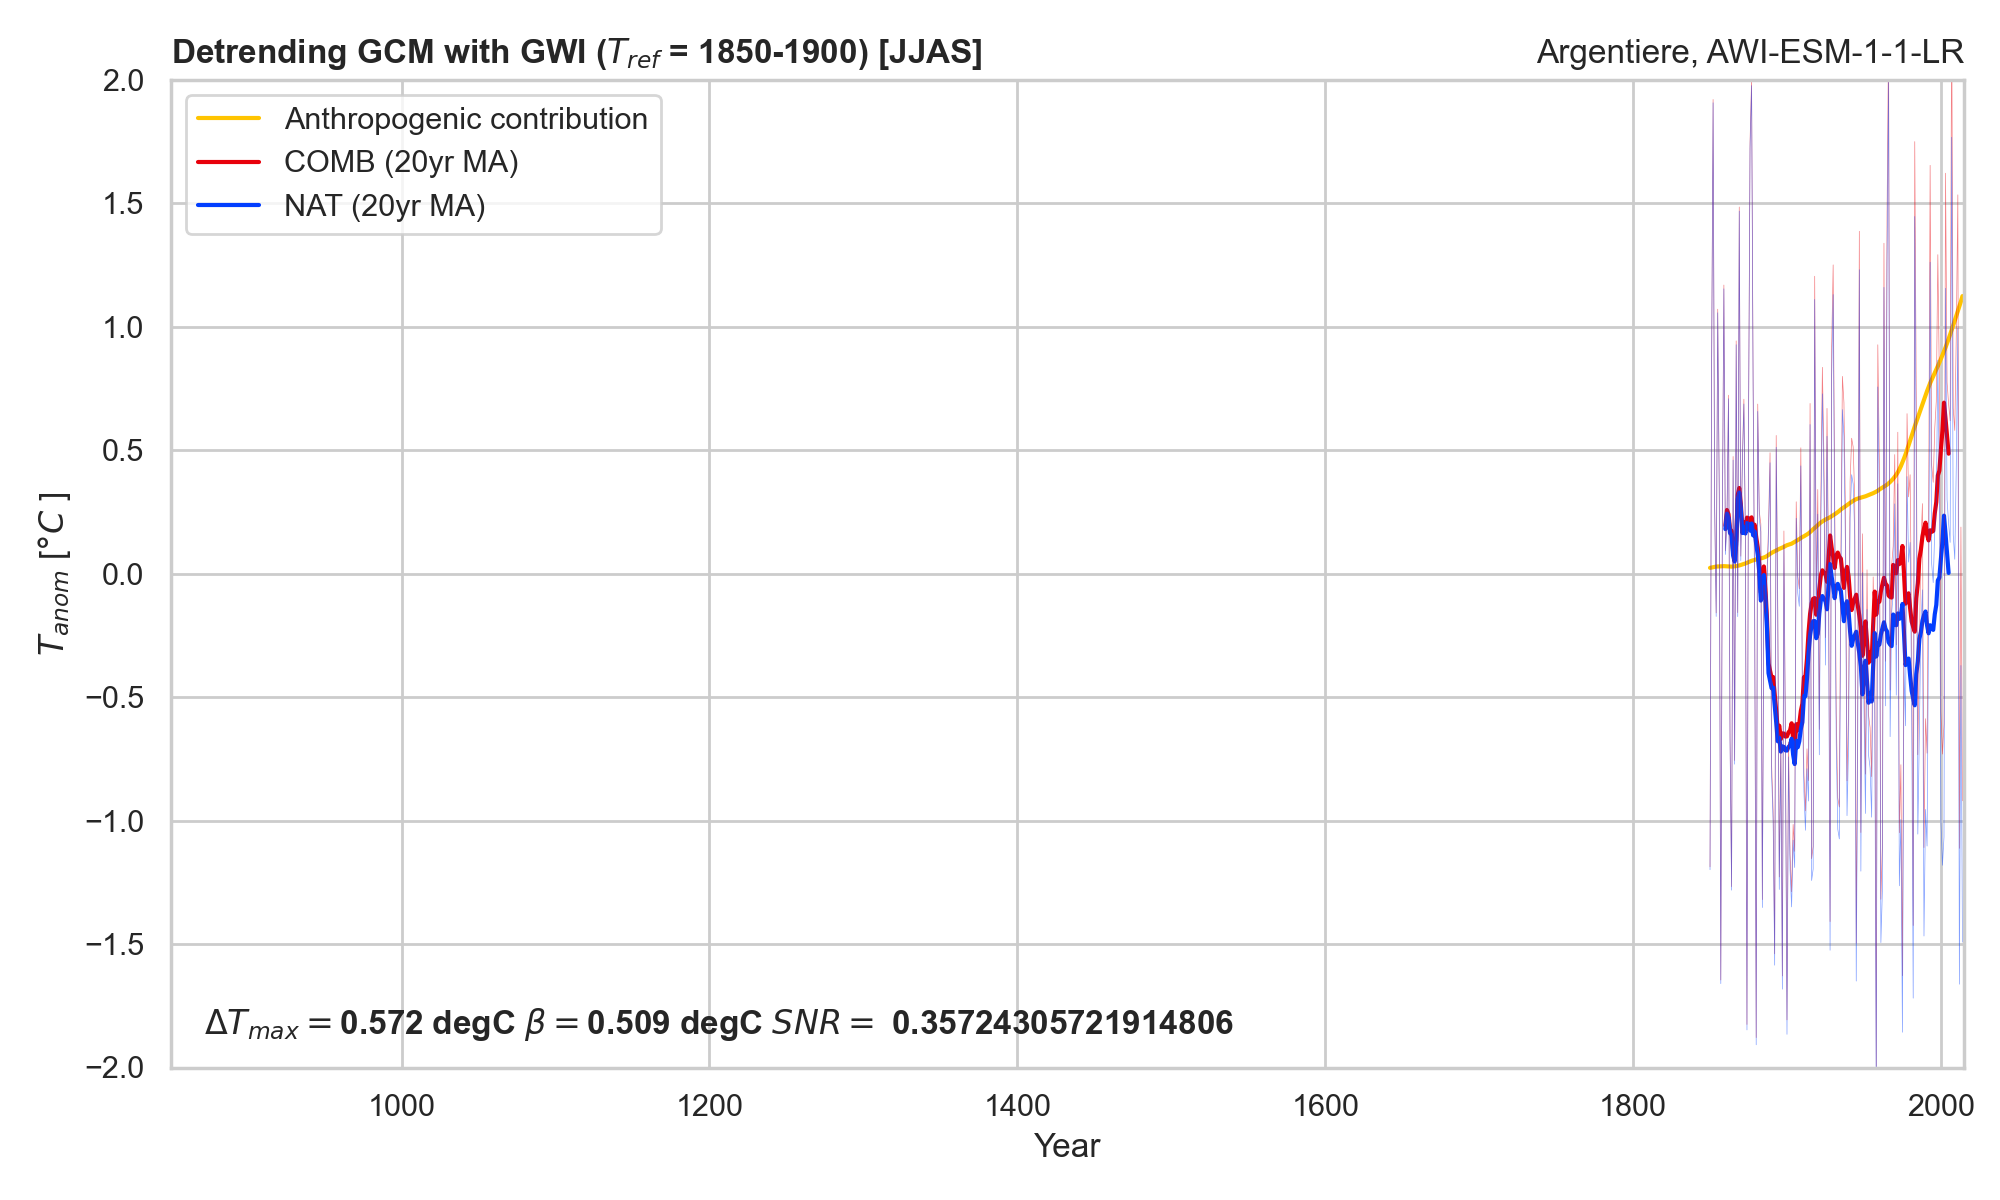 Detrending GCM with GWI (T_ref = 1850-1900) [JJAS]
Argentiere, AWI-ESM-1-1-LR
2.0
1.5
1.0
0.5
0.0
−0.5
−1.0
−1.5
−2.0
T_anom [°C ]
Anthropogenic contribution
COMB (20yr MA)
NAT (20yr MA)
ΔT_max = 0.572 degC β = 0.509 degC SNR = 0.35724305721914806
1000
1200
1400
1600
1800
2000
Year